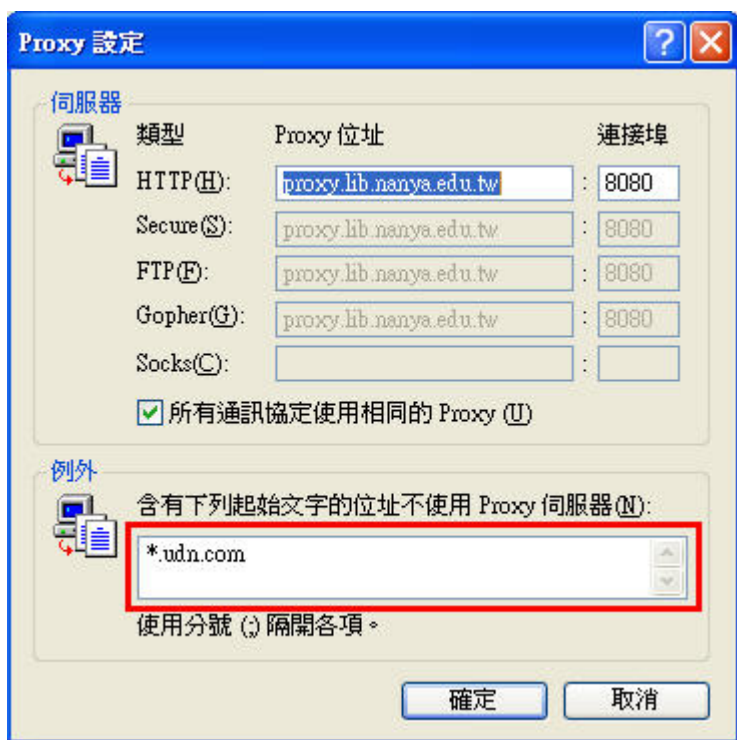 Proxy 設定
伺服器
類型 Proxy 位址 連接埠
HTTP(H): proxy.lib.nanya.edu.tw : 8080
Secure(S): proxy.lib.nanya.edu.tw : 8080
FTP(F): proxy.lib.nanya.edu.tw : 8080
Gopher(G): proxy.lib.nanya.edu.tw : 8080
Socks(C): :
所有通訊協定使用相同的 Proxy (U)
例外
含有下列起始文字的位址不使用 Proxy 伺服器(N):
*.udn.com
使用分號 (;) 隔開各項。
確定 取消